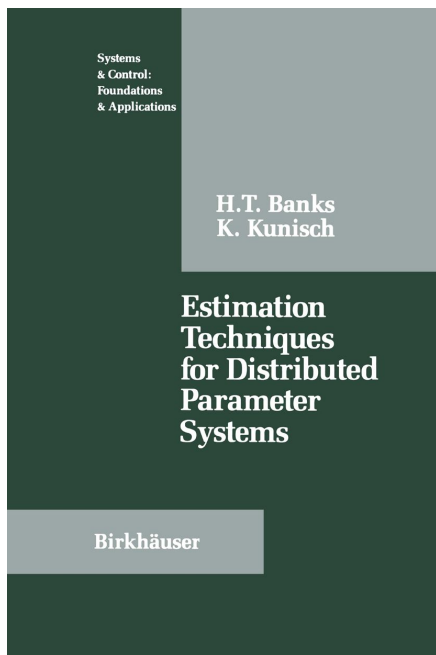 Systems
& Control:
Foundations
& Applications
H.T. Banks
K. Kunisch
Estimation
Techniques
for Distributed
Parameter
Systems
Birkhäuser